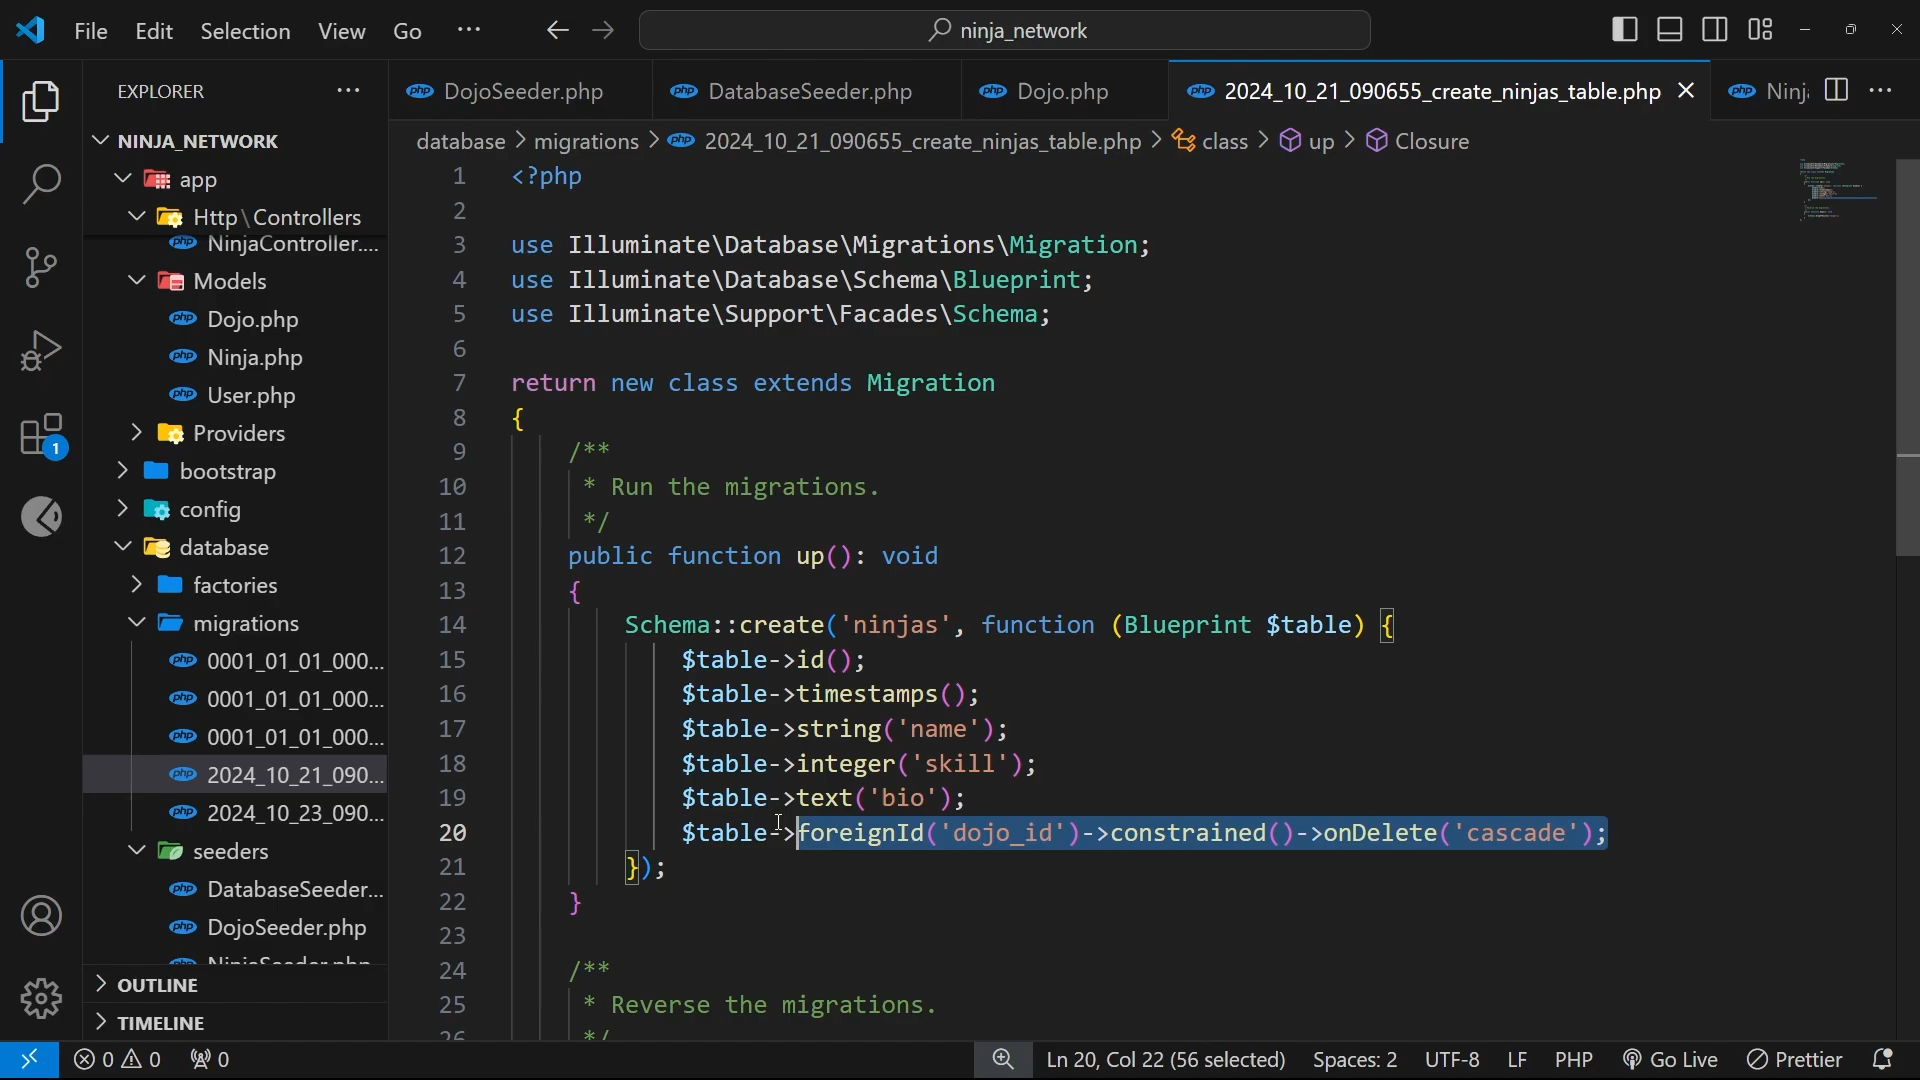 File Edit Selection View Go ···
ninja_network
EXPLORER
NINJA_NETWORK
app
Http\Controllers
NinjaController....
Models
Dojo.php
Ninja.php
User.php
Providers
bootstrap
config
database
factories
migrations
0001_01_01_000...
0001_01_01_000...
0001_01_01_000...
2024_10_21_090...
2024_10_23_090...
seeders
DatabaseSeeder...
DojoSeeder.php
NinjaSeeder.php
OUTLINE
TIMELINE
1
DojoSeeder.php DatabaseSeeder.php Dojo.php 2024_10_21_090655_create_ninjas_table.php Ninj
database > migrations > 2024_10_21_090655_create_ninjas_table.php > class > up > Closure
1 <?php
2
3 use Illuminate\Database\Migrations\Migration;
4 use Illuminate\Database\Schema\Blueprint;
5 use Illuminate\Support\Facades\Schema;
6
7 return new class extends Migration
8 {
9 /**
10 * Run the migrations.
11 */
12 public function up(): void
13 {
14 Schema::create('ninjas', function (Blueprint $table) {
15 $table->id();
16 $table->timestamps();
17 $table->string('name');
18 $table->integer('skill');
19 $table->text('bio');
20 $table->foreignId('dojo_id')->constrained()->onDelete('cascade');
21 });
22 }
23
24 /**
25 * Reverse the migrations.
26 */
0 0 0 Ln 20, Col 22 (56 selected) Spaces: 2 UTF-8 LF PHP Go Live Prettier